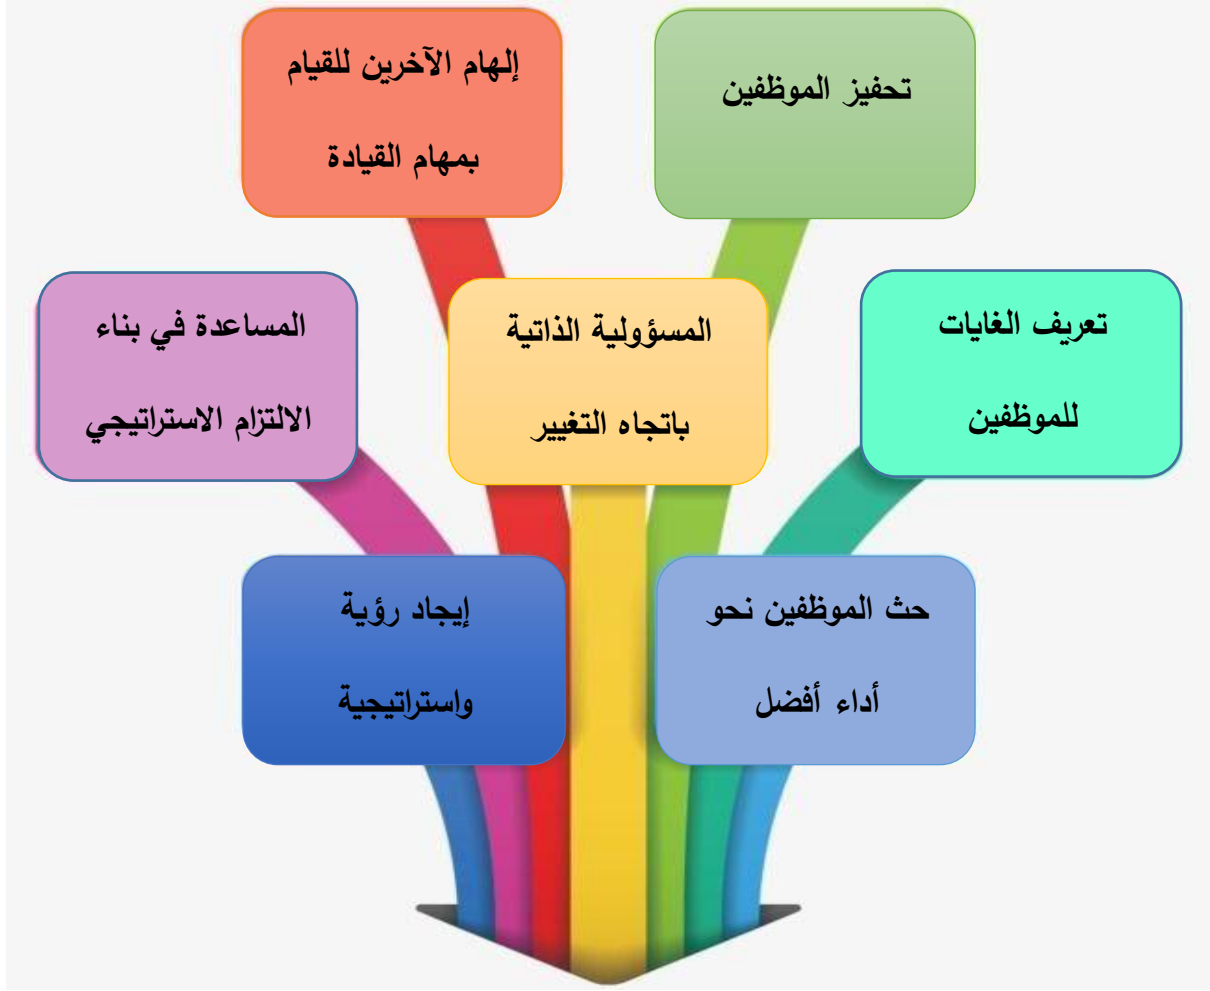 تحفيز الموظفين
إلهام الآخرين للقيام
بمهام القيادة
تعريف الغايات
للموظفين
المسؤولية الذاتية
باتجاه التغيير
المساعدة في بناء
الالتزام الاستراتيجي
حث الموظفين نحو
أداء أفضل
إيجاد رؤية
واستراتيجية